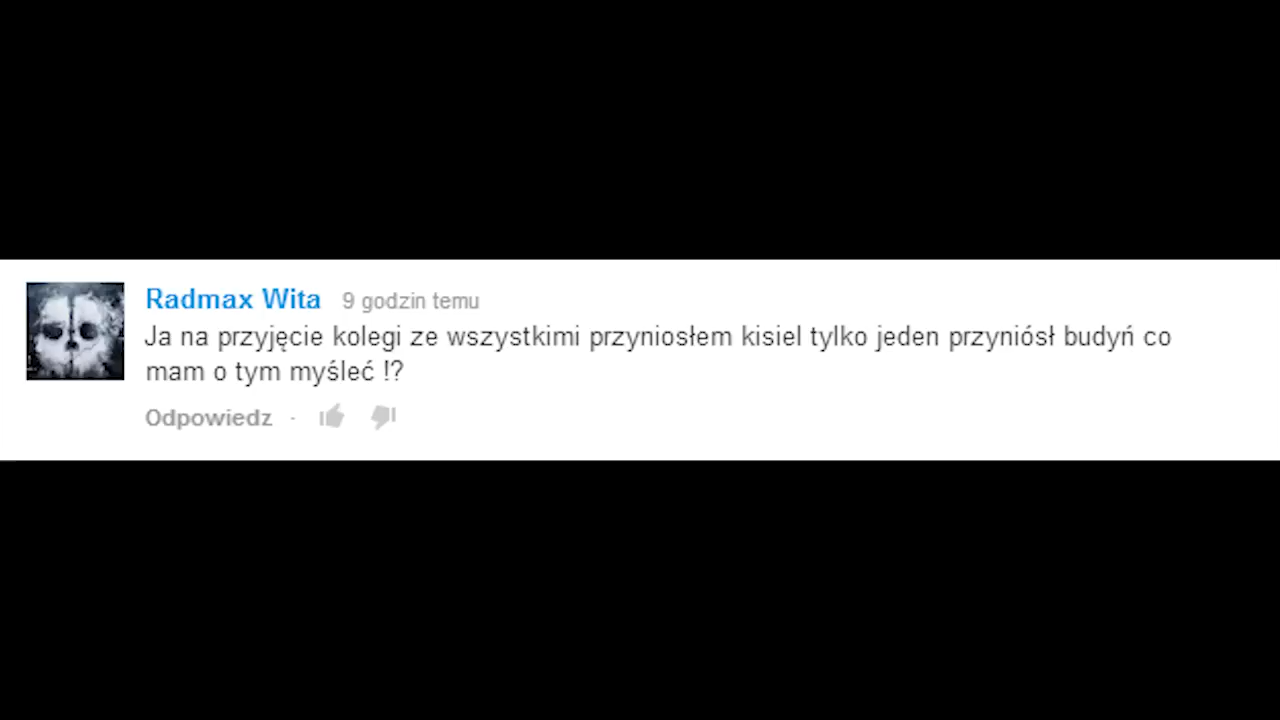 Radmax Wita 9 godzin temu
Ja na przyjęcie kolegi ze wszystkimi przyniosłem kisiel tylko jeden przyniósł budyń co
mam o tym myśleć !?
Odpowiedz ·